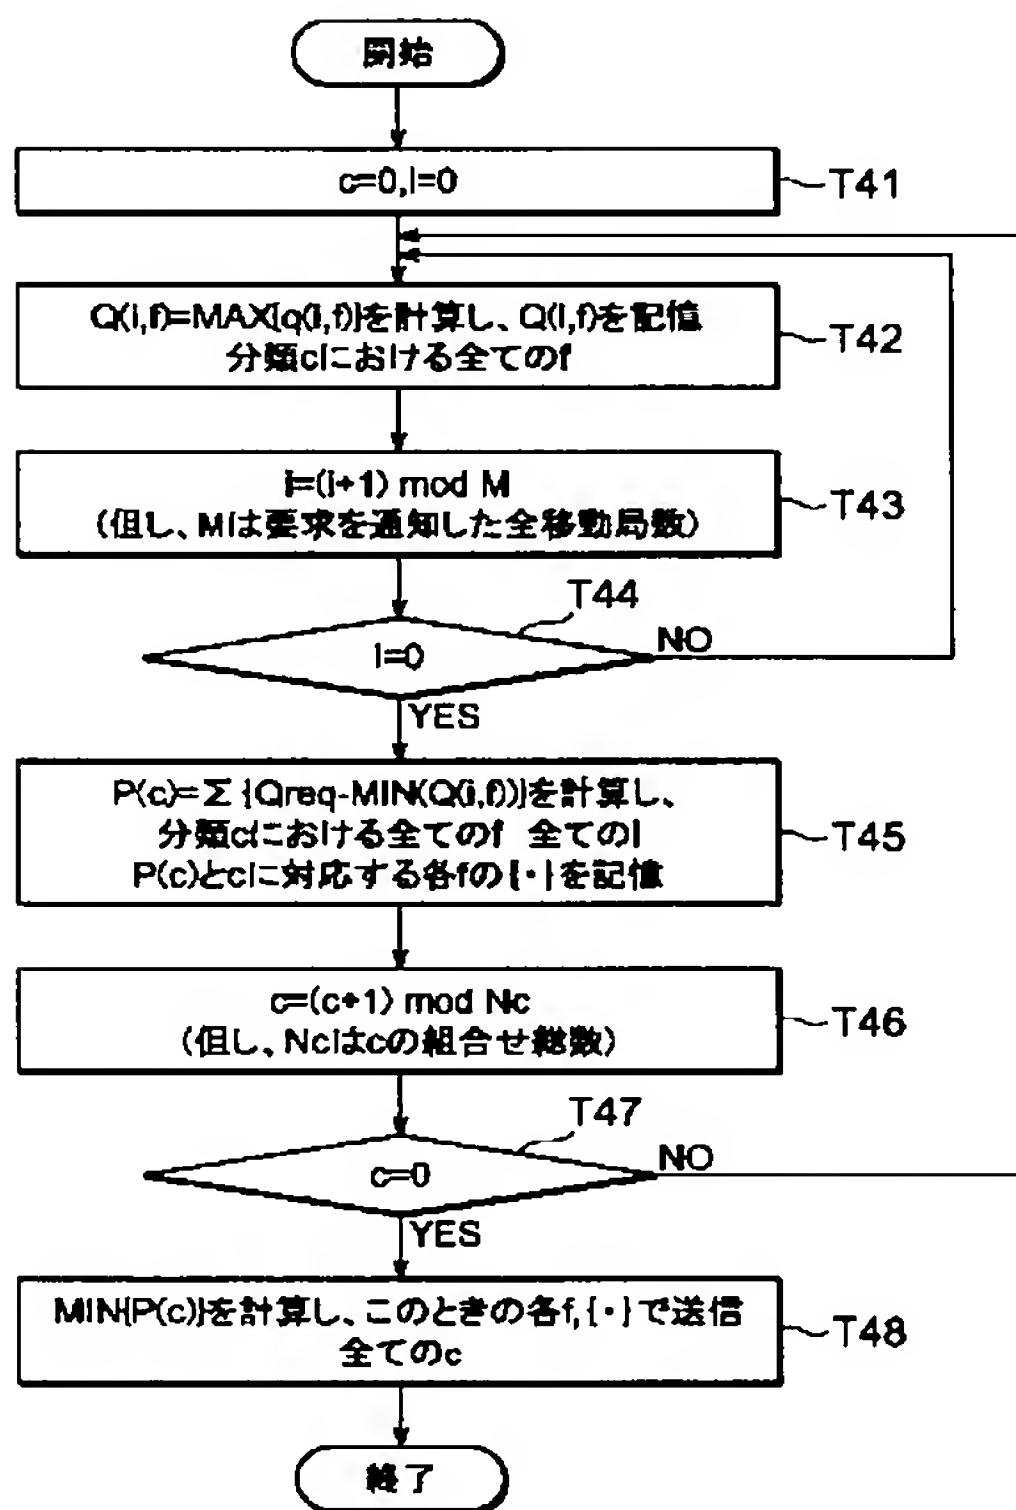 開始
c=0,i=0
T41
Q(i,f)=MAX{q(i,f)}を計算し、Q(i,f)を記憶
分類cにおける全てのf
T42
i=(i+1) mod M
(但し、Mは要求を通知した全移動局数)
T43
T44
i=0
NO
YES
P(c)=Σ{Qreq-MIN(Q(i,f))}を計算し、
分類cにおける全てのf 全てのi
P(c)とcに対応する各fの{・}を記憶
T45
c=(c+1) mod Nc
(但し、Ncはcの組合せ総数)
T46
T47
c=0
NO
YES
MIN{P(c)}を計算し、このときの各f,{・}で送信
全てのc
T48
終了